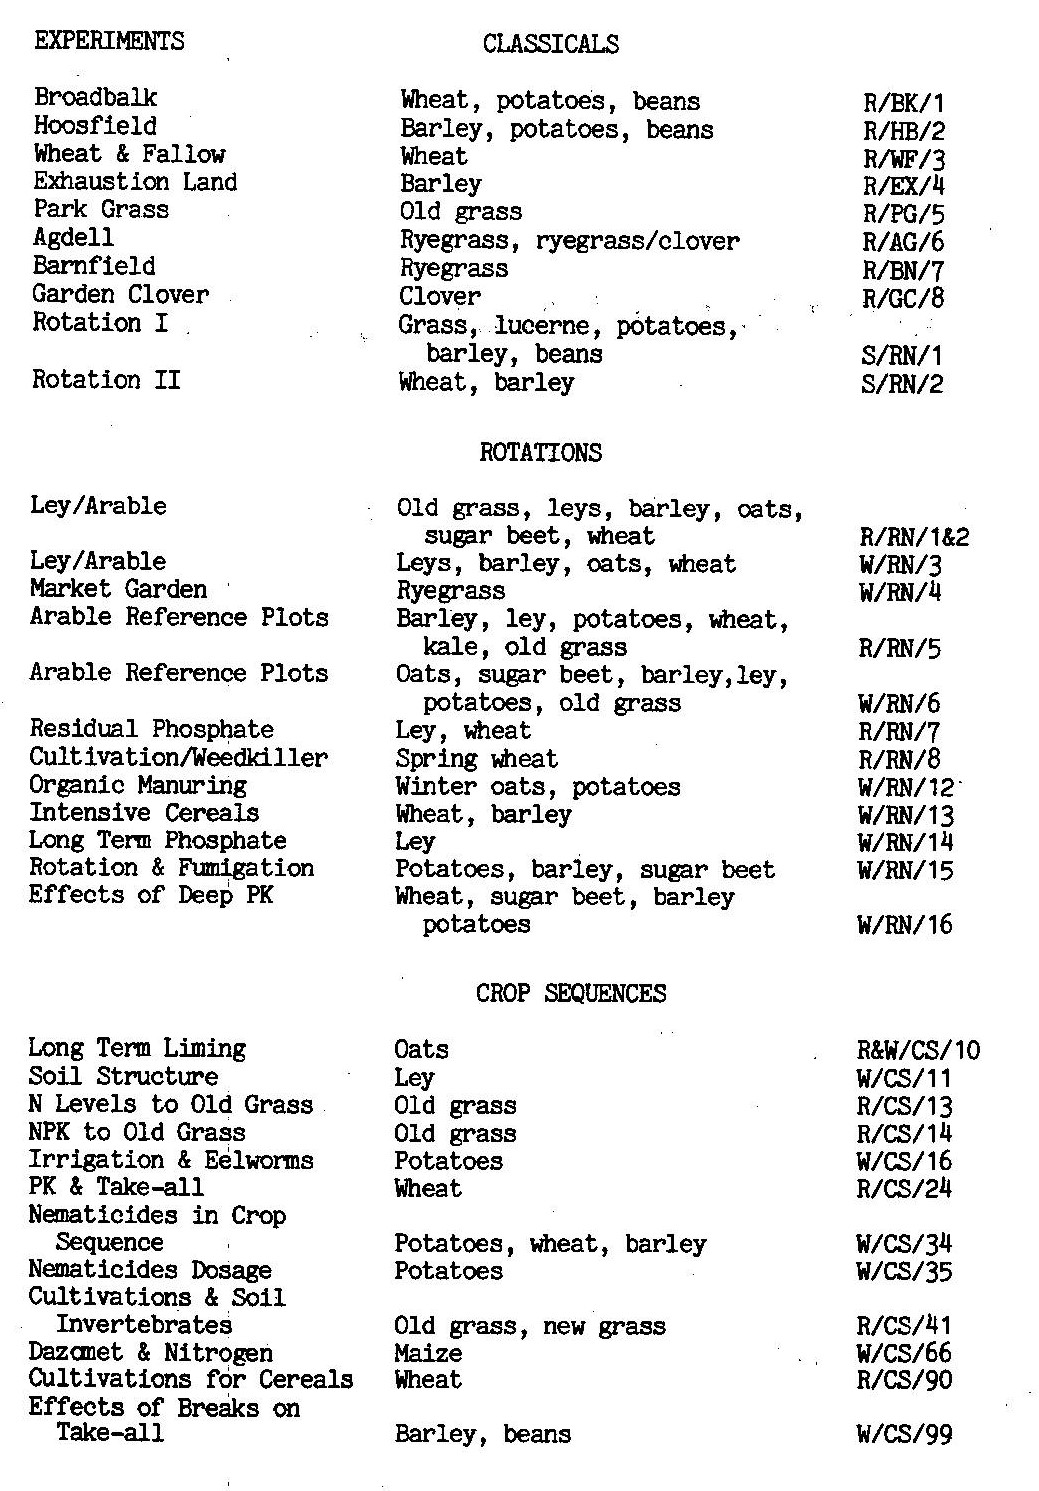 EXPERIMENTS CLASSICALS
Broadbalk Wheat, potatoes, beans R/BK/1
Hoosfield Barley, potatoes, beans R/HB/2
Wheat & Fallow Wheat R/WF/3
Exhaustion Land Barley R/EX/4
Park Grass Old grass R/PG/5
Agdell Ryegrass, ryegrass/clover R/AG/6
Barnfield Ryegrass R/BN/7
Garden Clover Clover R/GC/8
Rotation I Grass, lucerne, potatoes,
barley, beans S/RN/1
Rotation II Wheat, barley S/RN/2
ROTATIONS
Ley/Arable Old grass, leys, barley, oats,
sugar beet, wheat R/RN/1&2
Ley/Arable Leys, barley, oats, wheat W/RN/3
Market Garden Ryegrass W/RN/4
Arable Reference Plots Barley, ley, potatoes, wheat,
kale, old grass R/RN/5
Arable Reference Plots Oats, sugar beet, barley,ley,
potatoes, old grass W/RN/6
Residual Phosphate Ley, wheat R/RN/7
Cultivation/Weedkiller Spring wheat R/RN/8
Organic Manuring Winter oats, potatoes W/RN/12
Intensive Cereals Wheat, barley W/RN/13
Long Term Phosphate Ley W/RN/14
Rotation & Fumigation Potatoes, barley, sugar beet W/RN/15
Effects of Deep PK Wheat, sugar beet, barley
potatoes W/RN/16
CROP SEQUENCES
Long Term Liming Oats R&W/CS/10
Soil Structure Ley W/CS/11
N Levels to Old Grass Old grass R/CS/13
NPK to Old Grass Old grass R/CS/14
Irrigation & Eelworms Potatoes W/CS/16
PK & Take-all Wheat R/CS/24
Nematicides in Crop
Sequence Potatoes, wheat, barley W/CS/34
Nematicides Dosage Potatoes W/CS/35
Cultivations & Soil
Invertebrates Old grass, new grass R/CS/41
Dazomet & Nitrogen Maize W/CS/66
Cultivations for Cereals Wheat R/CS/90
Effects of Breaks on
Take-all Barley, beans W/CS/99